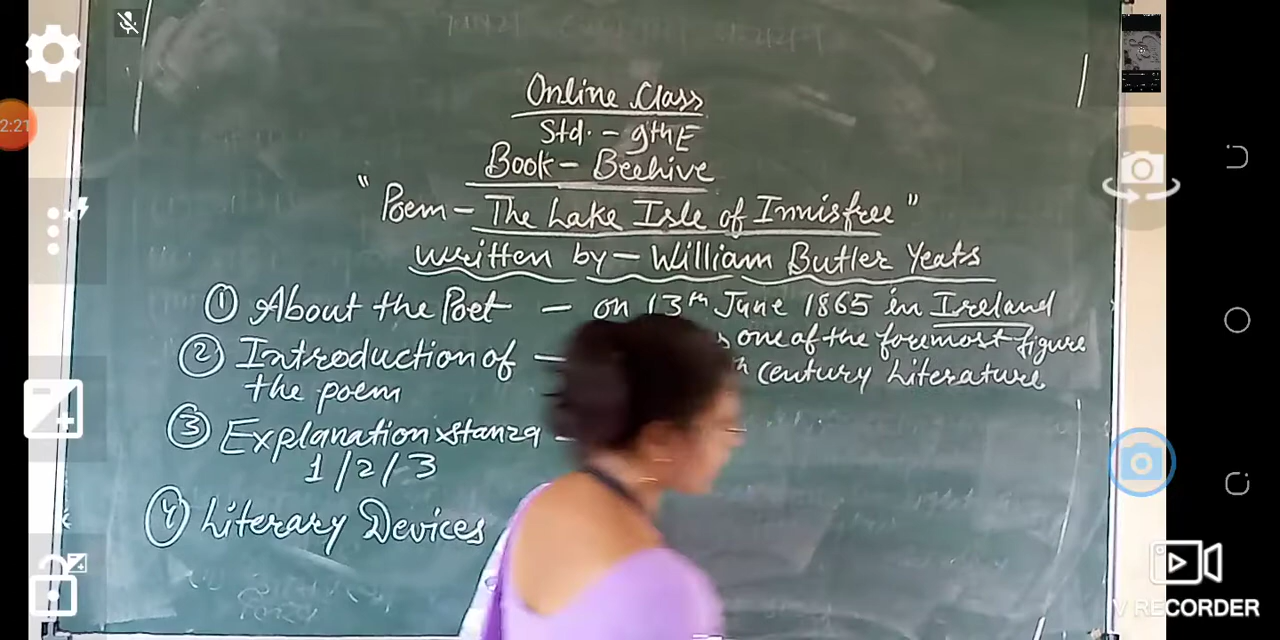 2:21
Online Class
Std. - 9th E
Book - Beehive
"Poem - The Lake Isle of Innisfree"
written by - William Butler Yeats
① About the Poet - on 13th June 1865 in Ireland
one of the foremost figure
② Introduction of -
century Literature
the poem
③ Explanation stanza -
1/2/3
④ Literary Devices
V RECORDER